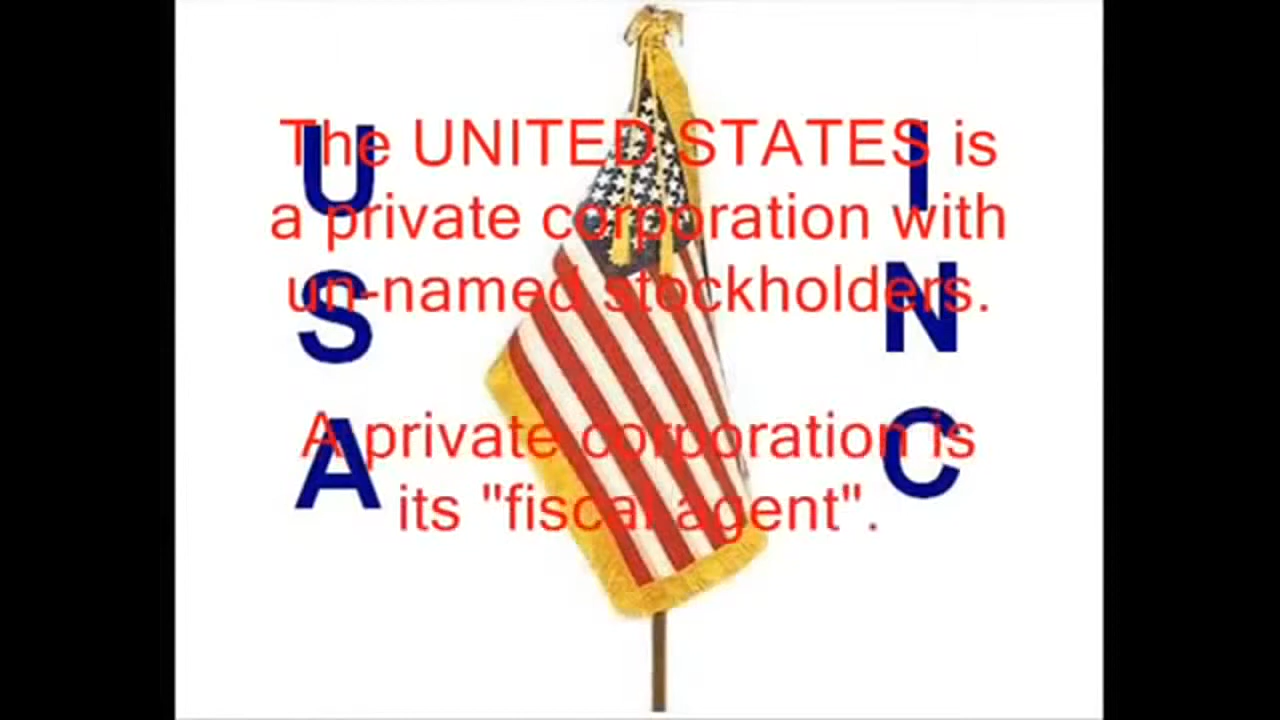 The UNITED STATES is
a private corporation with
un-named stockholders.
A private corporation is
its "fiscal agent".
U
S
A
I
N
C